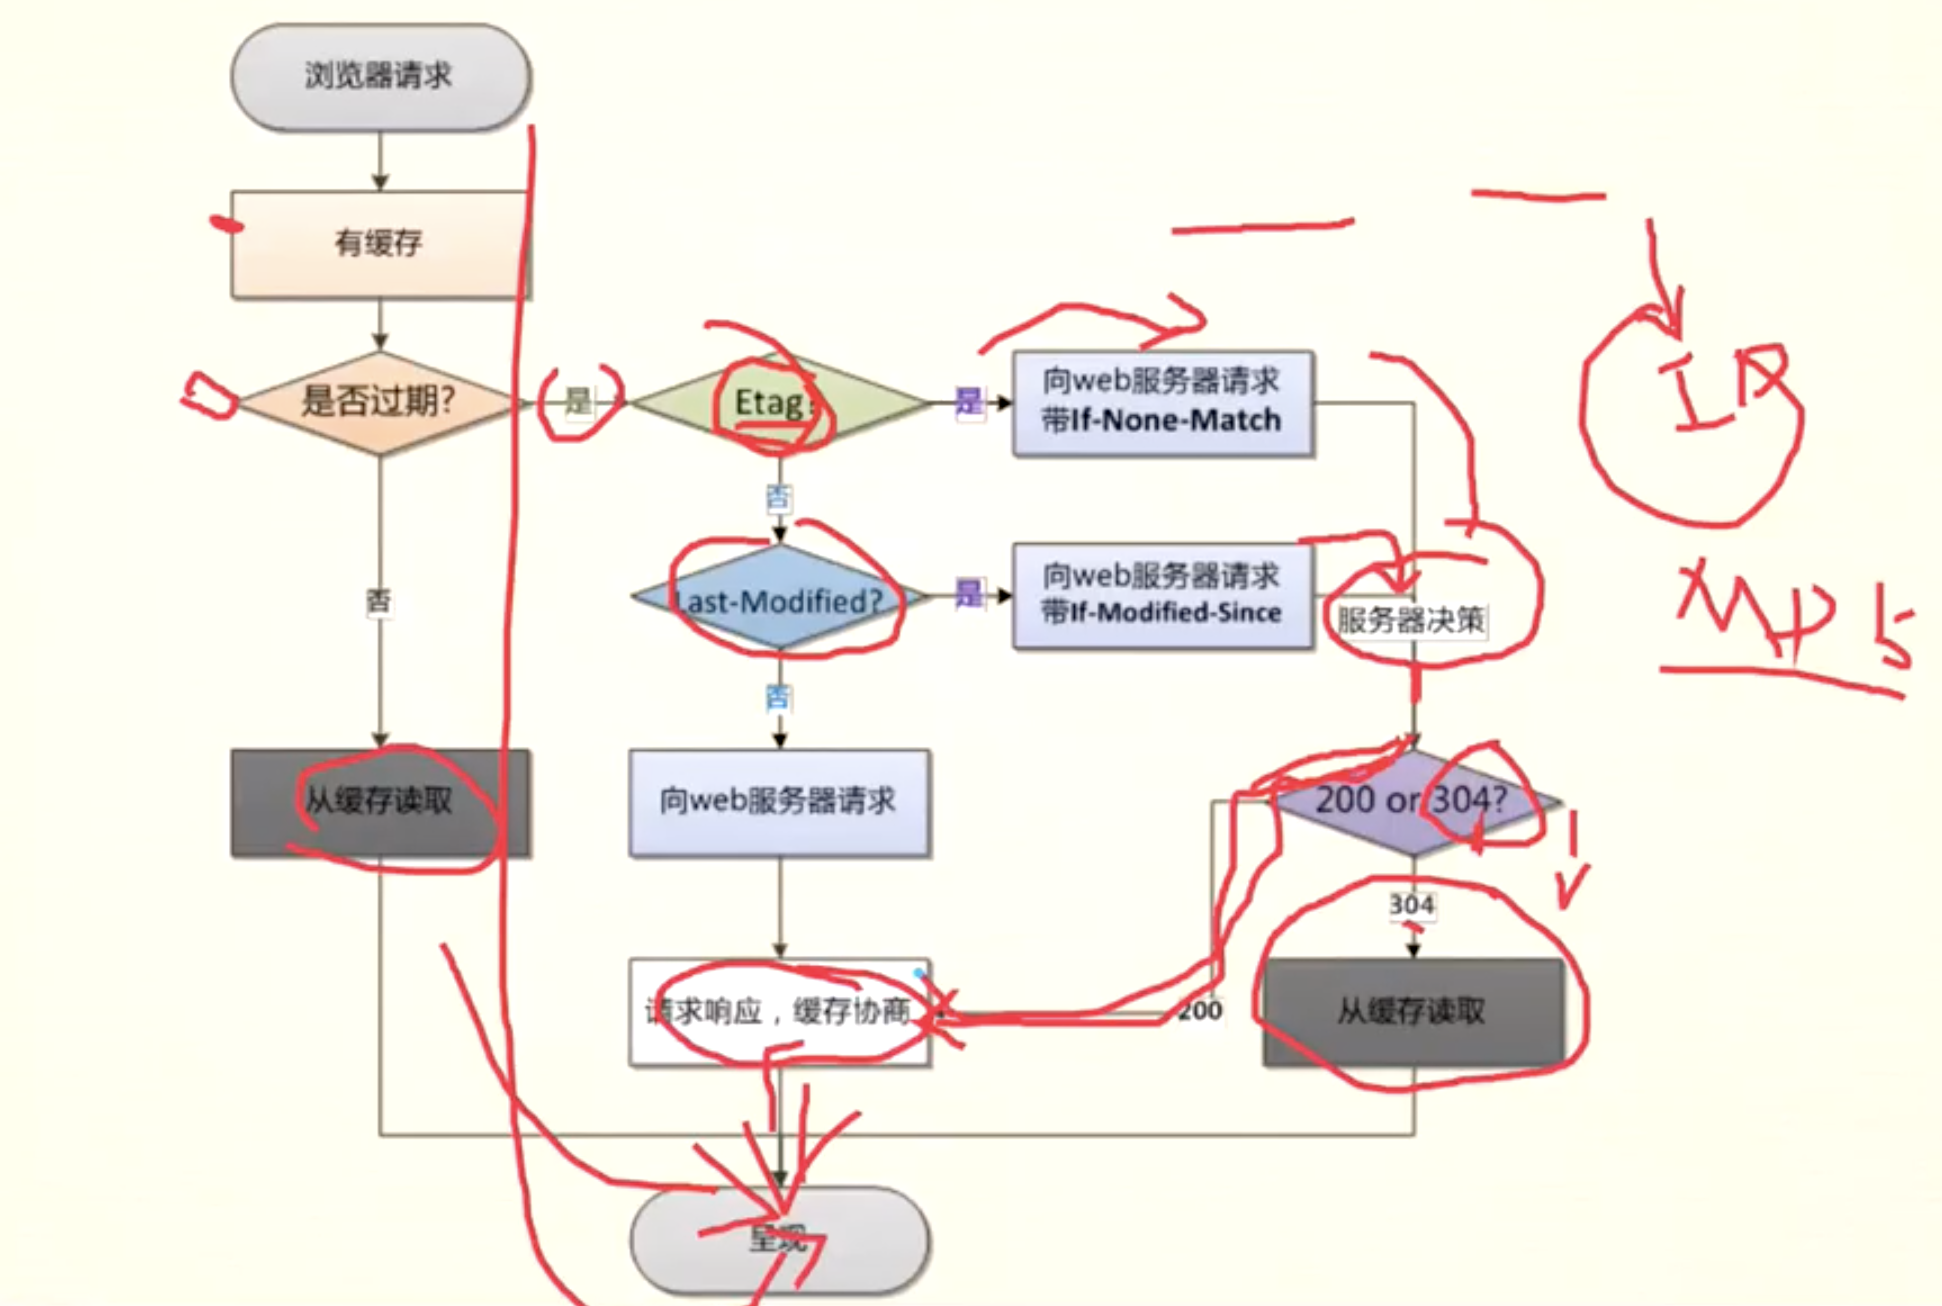 浏览器请求
有缓存
是否过期?
是
Etag?
是
向web服务器请求
带If-None-Match
否
Last-Modified?
是
向web服务器请求
带If-Modified-Since
服务器决策
否
否
从缓存读取
向web服务器请求
200 or 304?
304
请求响应，缓存协商
200
从缓存读取
呈现